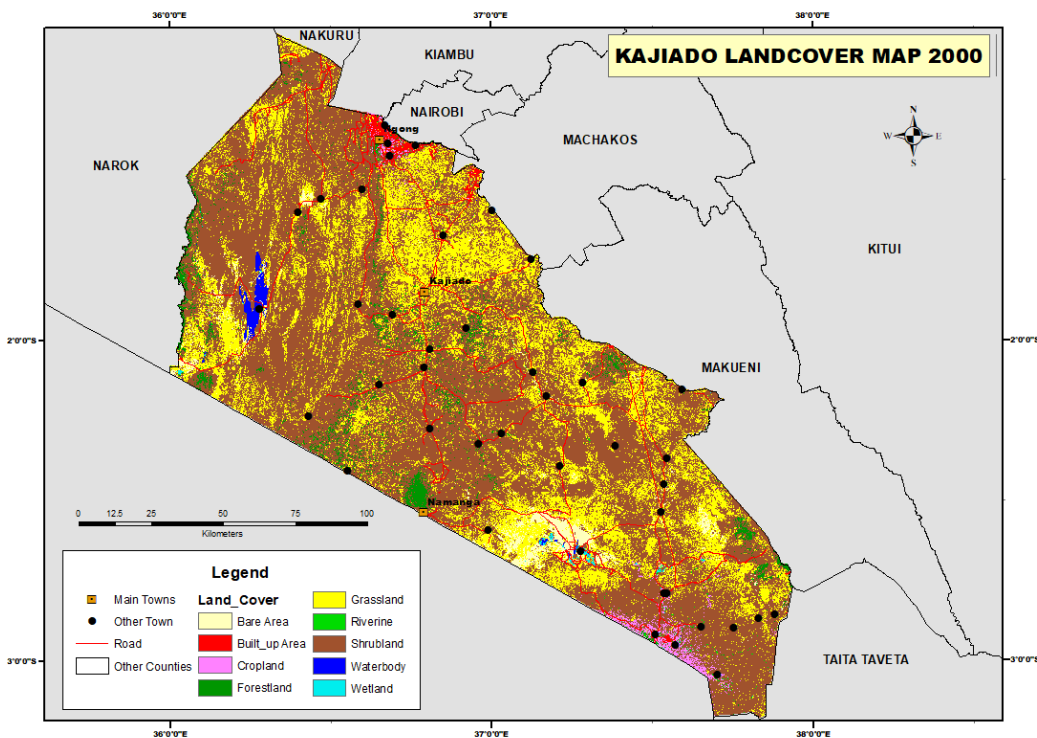 36°0'0"E 37°0'0"E 38°0'0"E
KAJIADO LANDCOVER MAP 2000
NAKURU
KIAMBU
NAIROBI
Ngong
MACHAKOS
N
W E
S
NAROK
KITUI
Kajiado
2°0'0"S 2°0'0"S
MAKUENI
Namanga
0 12.5 25 50 75 100
Kilometers
TAITA TAVETA
3°0'0"S 3°0'0"S
Legend
Main Towns
Other Town
Road
Other Counties
Land_Cover
Bare Area
Built_up Area
Cropland
Forestland
Grassland
Riverine
Shrubland
Waterbody
Wetland
36°0'0"E 37°0'0"E 38°0'0"E